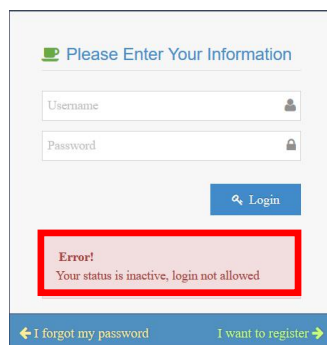 Please Enter Your Information
Username
Password
Login
Error!
Your status is inactive, login not allowed
I forgot my password
I want to register